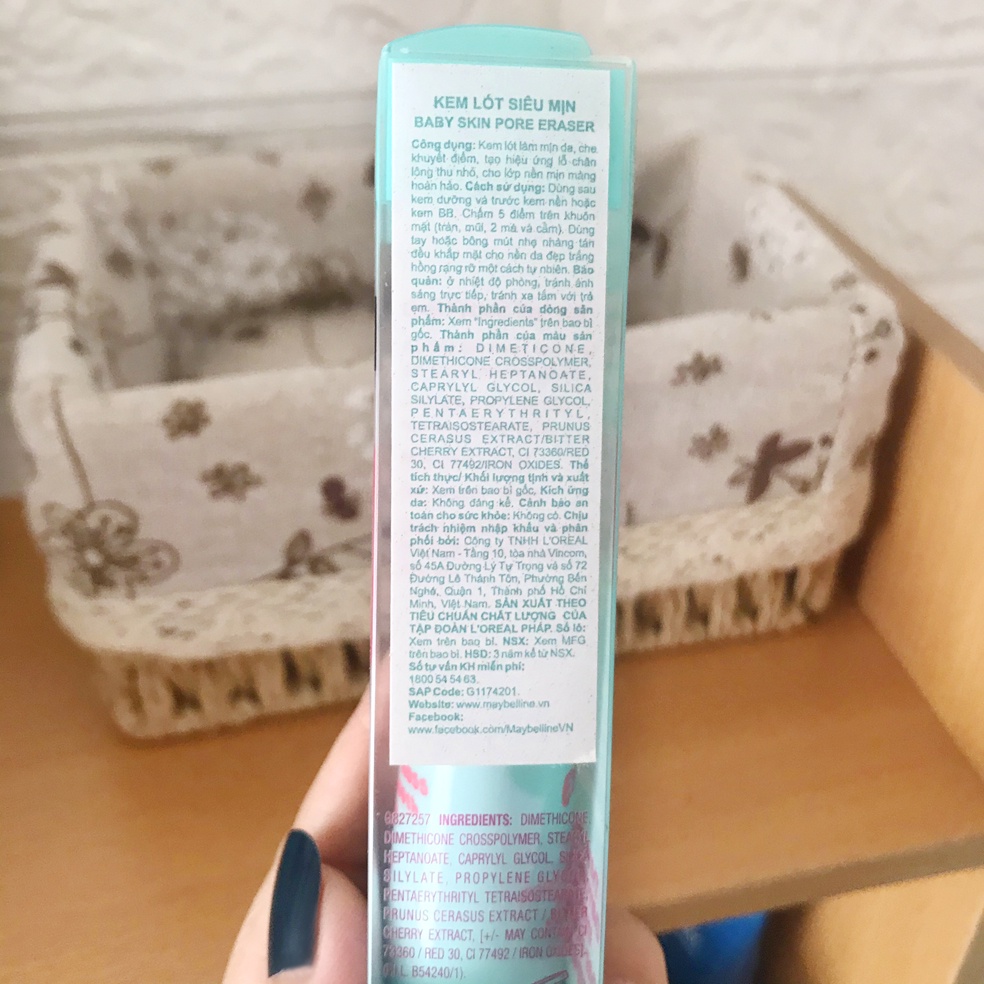 KEM LÓT SIÊU MỊN
BABY SKIN PORE ERASER
Công dụng: Kem lót làm mịn da, che
khuyết điểm, tạo hiệu ứng lỗ chân
lông thu nhỏ, cho lớp nền mịn màng
hoàn hảo. Cách sử dụng: Dùng sau
kem dưỡng và trước kem nền hoặc
kem BB. Chấm 5 điểm trên khuôn
mặt (trán, mũi, 2 má và cằm). Dùng
tay hoặc bông mút nhẹ nhàng tán
đều khắp mặt cho nền da đẹp trắng
hồng rạng rỡ một cách tự nhiên. Bảo
quản: ở nhiệt độ phòng, tránh ánh
sáng trực tiếp, tránh xa tầm với trẻ
em. Thành phần của dòng sản
phẩm: Xem "Ingredients" trên bao bì
gốc. Thành phần của màu sản
phẩm: DIMETICONE,
DIMETHICONE CROSSPOLYMER,
STEARYL HEPTANOATE,
CAPRYLYL GLYCOL, SILICA
SILYLATE, PROPYLENE GLYCOL,
PENTAERYTHRITYL,
TETRAISOSTEARATE, PRUNUS
CERASUS EXTRACT/BITTER
CHERRY EXTRACT, CI 73360/RED
30, CI 77492/IRON OXIDES. Thể
tích thực/ Khối lượng tịnh và xuất
xứ: Xem trên bao bì gốc, Kích ứng
da: Không đáng kể. Cảnh báo an
toàn cho sức khỏe: Không có. Chịu
trách nhiệm nhập khẩu và phân
phối bởi: Công ty TNHH L'OREAL
Việt Nam - Tầng 10, tòa nhà Vincom,
số 45A Đường Lý Tự Trọng và số 72
Đường Lê Thánh Tôn, Phường Bến
Nghé, Quận 1, Thành phố Hồ Chí
Minh, Việt Nam. SẢN XUẤT THEO
TIÊU CHUẨN CHẤT LƯỢNG CỦA
TẬP ĐOÀN L'OREAL PHÁP. Số lô:
Xem trên bao bì. NSX: Xem MFG
trên bao bì. HSD: 3 năm kể từ NSX.
Số tư vấn KH miễn phí:
1800 54 54 63.
SAP Code: G1174201.
Website: www.maybelline.vn
Facebook:
www.facebook.com/MaybellineVN
G827257 INGREDIENTS: DIMETHICONE,
DIMETHICONE CROSSPOLYMER, STEARYL
HEPTANOATE, CAPRYLYL GLYCOL, SILICA
SILYLATE, PROPYLENE GLYCOL,
PENTAERYTHRITYL TETRAISOSTEARATE,
PRUNUS CERASUS EXTRACT / BITTER
CHERRY EXTRACT, [+/- MAY CONTAIN CI
73360 / RED 30, CI 77492 / IRON OXIDES].
B54240/1).